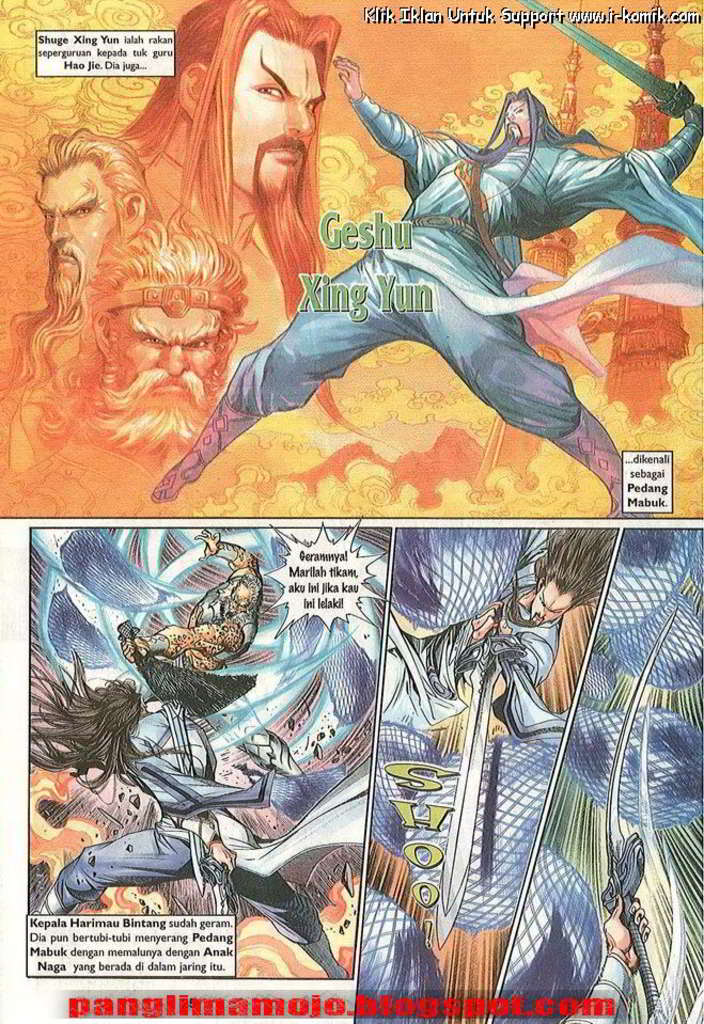 Klik Iklan Untuk Support www.i-komik.com
Shuge Xing Yun ialah rakan
seperguruan kepada tuk guru
Hao Jie. Dia juga...
Geshu
Xing Yun
...dikenali
sebagai
Pedang
Mabuk.
Geramnya!
Marilah tikam,
aku ini jika kau
ini lelaki!
SHOO!
Kepala Harimau Bintang sudah geram.
Dia pun bertubi-tubi menyerang Pedang
Mabuk dengan memalunya dengan Anak
Naga yang berada di dalam jaring itu.
panglimamojo.blogspot.com